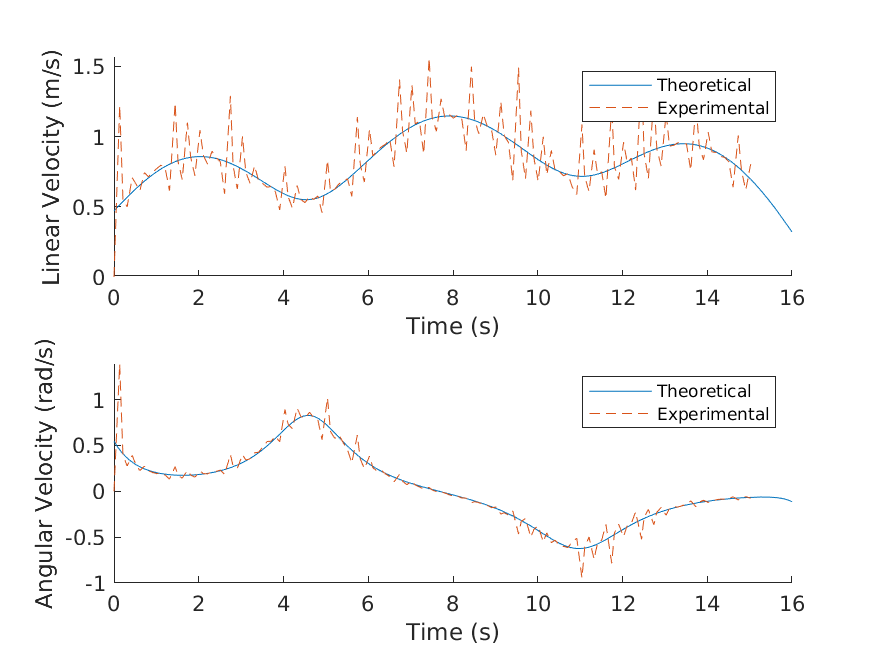 Linear Velocity (m/s)
1.5
1
0.5
0
Theoretical
Experimental
0 2 4 6 8 10 12 14 16
Time (s)
Angular Velocity (rad/s)
1
0.5
0
-0.5
-1
Theoretical
Experimental
0 2 4 6 8 10 12 14 16
Time (s)